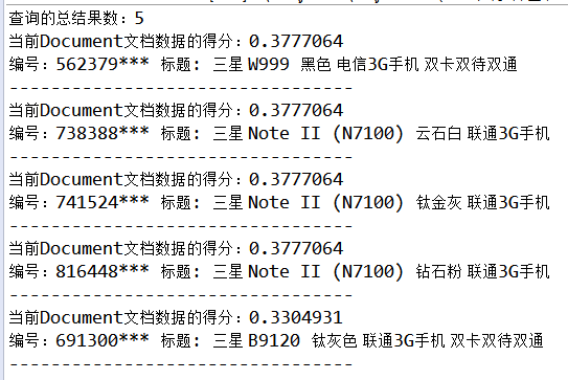 查询的总结果数：5
当前Document文档数据的得分：0.3777064
编号：562379*** 标题: 三星 W999 黑色 电信3G手机 双卡双待双通
---------------------------------
当前Document文档数据的得分：0.3777064
编号：738388*** 标题: 三星 Note II (N7100) 云石白 联通3G手机
---------------------------------
当前Document文档数据的得分：0.3777064
编号：741524*** 标题: 三星 Note II (N7100) 钛金灰 联通3G手机
---------------------------------
当前Document文档数据的得分：0.3777064
编号：816448*** 标题: 三星 Note II (N7100) 钻石粉 联通3G手机
---------------------------------
当前Document文档数据的得分：0.3304931
编号：691300*** 标题: 三星 B9120 钛灰色 联通3G手机 双卡双待双通
---------------------------------